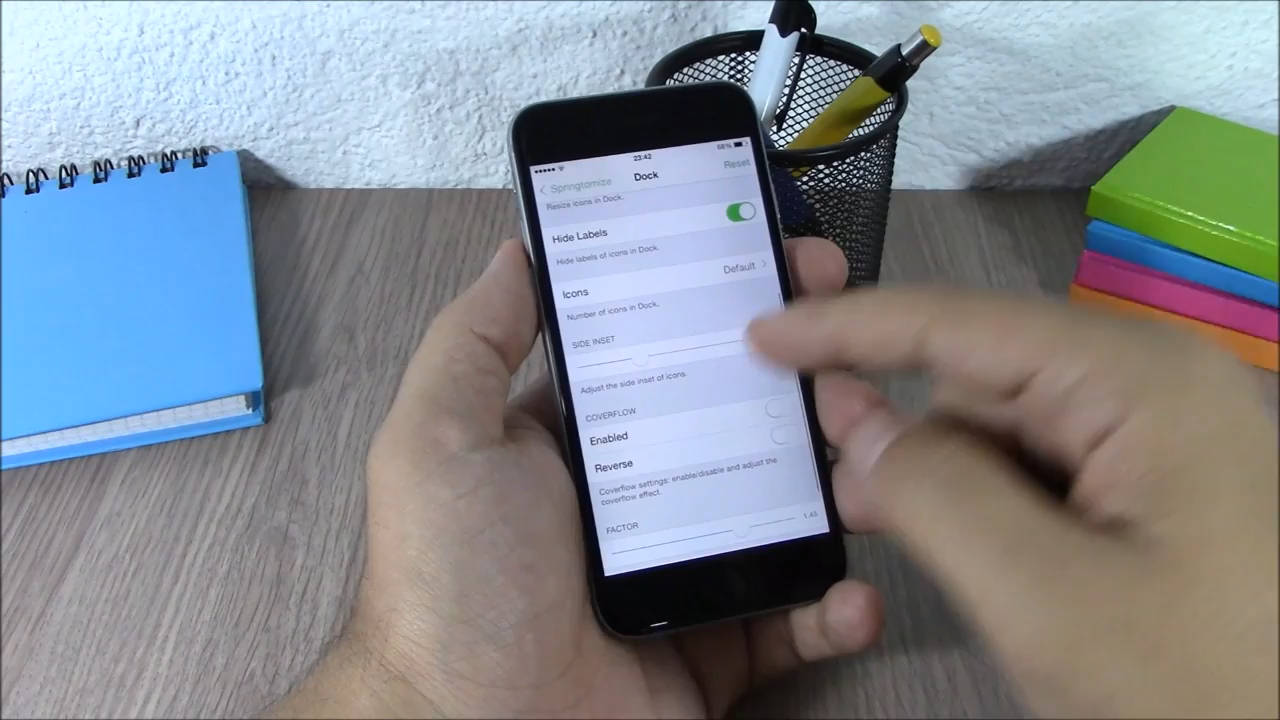 23:42
68%
Springtomize
Dock
Reset
Resize icons in Dock.
Hide Labels
Hide labels of icons in Dock.
Icons
Default
Number of icons in Dock.
SIDE INSET
Adjust the side inset of icons.
COVERFLOW
Enabled
Reverse
Coverflow settings: enable/disable and adjust the
coverflow effect.
FACTOR
1.45